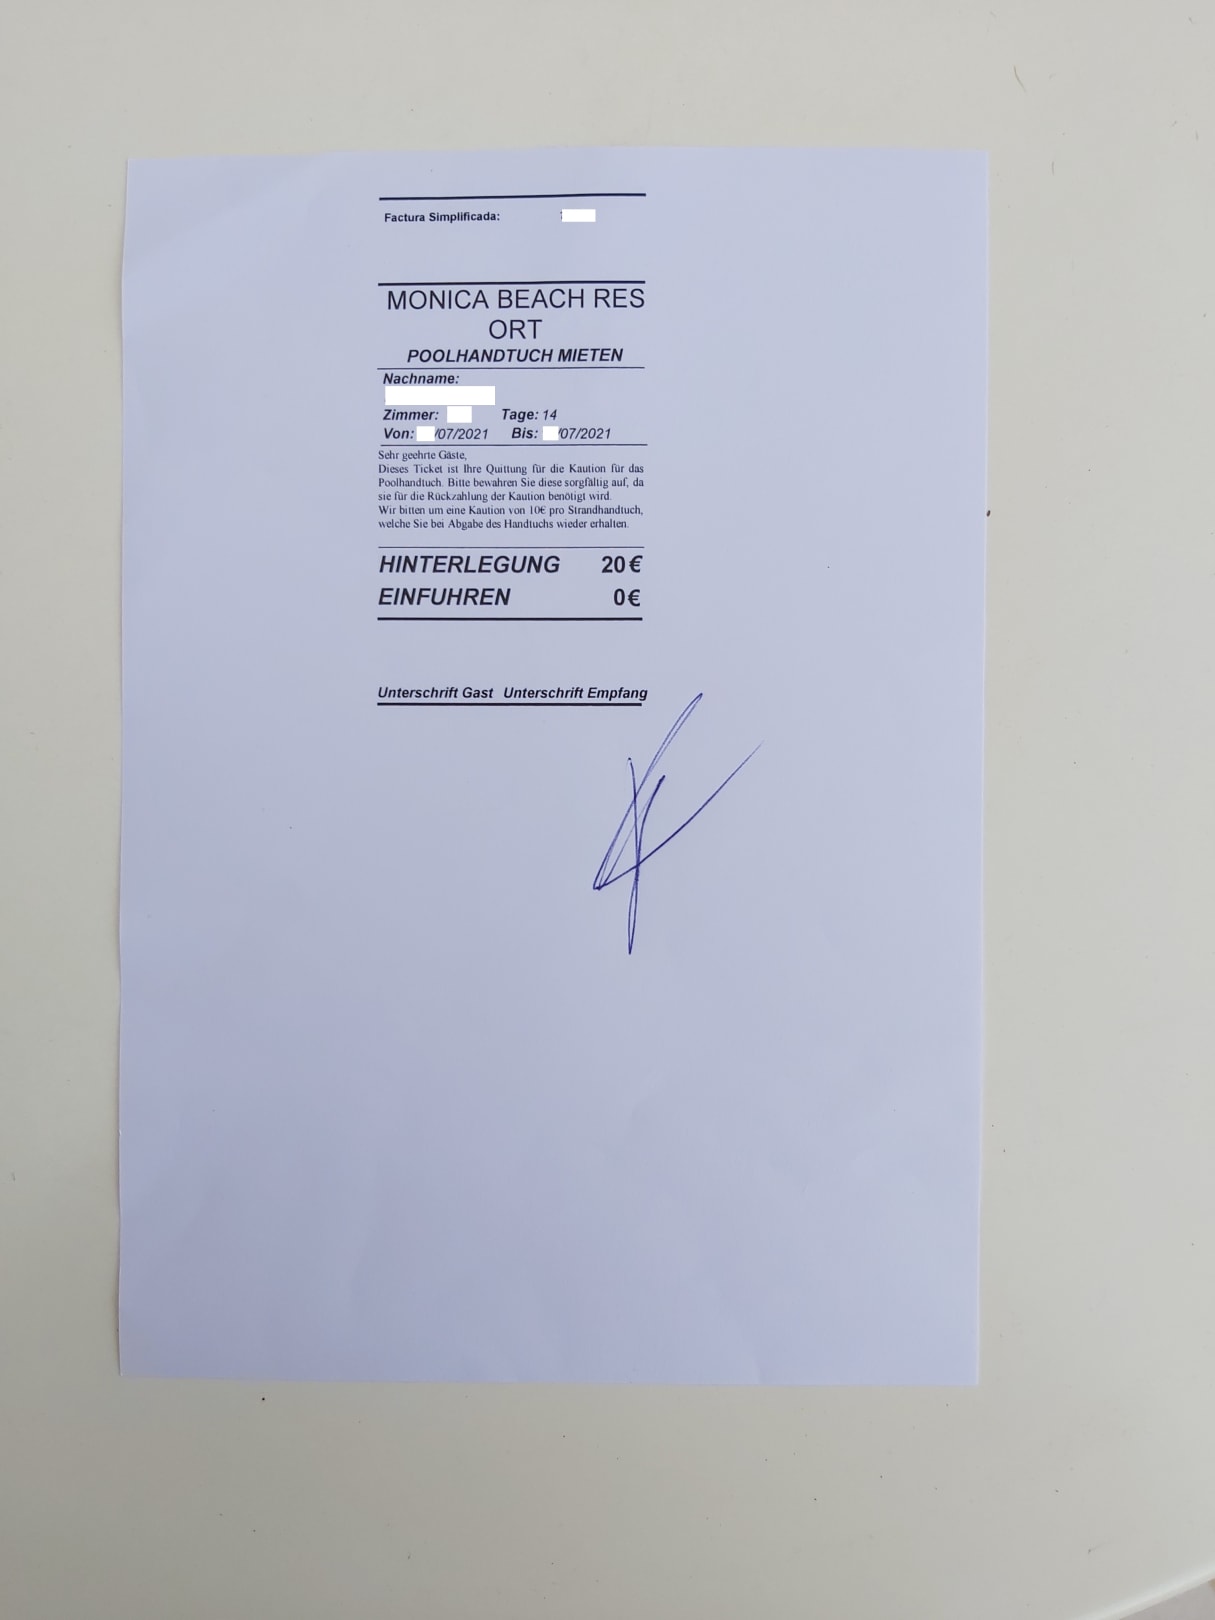 Factura Simplificada:
MONICA BEACH RES
ORT
POOLHANDTUCH MIETEN
Nachname:
Zimmer: Tage: 14
Von: /07/2021 Bis: /07/2021
Sehr geehrte Gäste,
Dieses Ticket ist Ihre Quittung für die Kaution für das
Poolhandtuch. Bitte bewahren Sie diese sorgfältig auf, da
sie für die Rückzahlung der Kaution benötigt wird.
Wir bitten um eine Kaution von 10€ pro Strandhandtuch,
welche Sie bei Abgabe des Handtuchs wieder erhalten.
HINTERLEGUNG 20€
EINFUHREN 0€
Unterschrift Gast Unterschrift Empfang